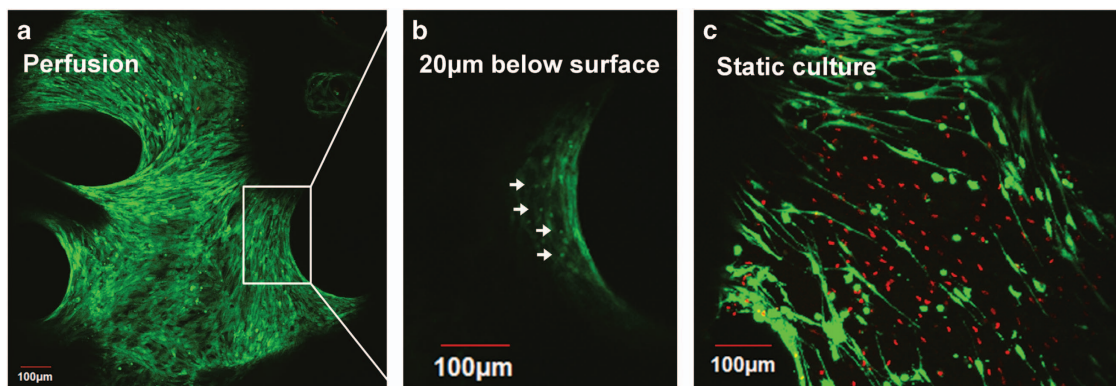 a
Perfusion
100µm
b
20µm below surface
100µm
c
Static culture
100µm